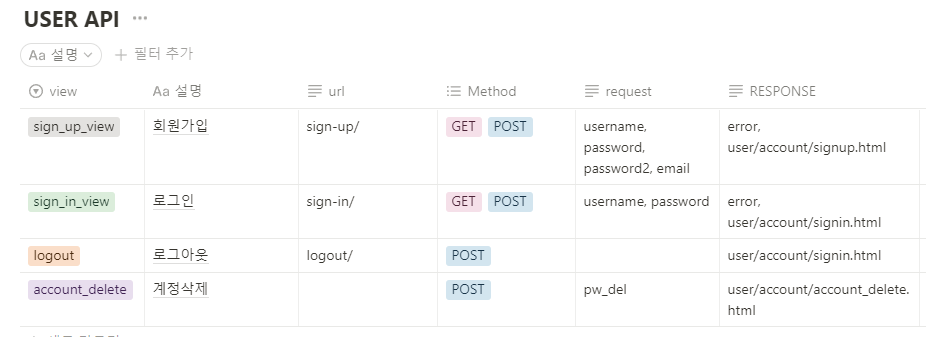 USER API ···
Aa 설명 + 필터 추가
view Aa 설명 url Method request RESPONSE
sign_up_view 회원가입 sign-up/ GET POST username, password, password2, email error, user/account/signup.html
sign_in_view 로그인 sign-in/ GET POST username, password error, user/account/signin.html
logout 로그아웃 logout/ POST user/account/signin.html
account_delete 계정삭제 POST pw_del user/account/account_delete.html